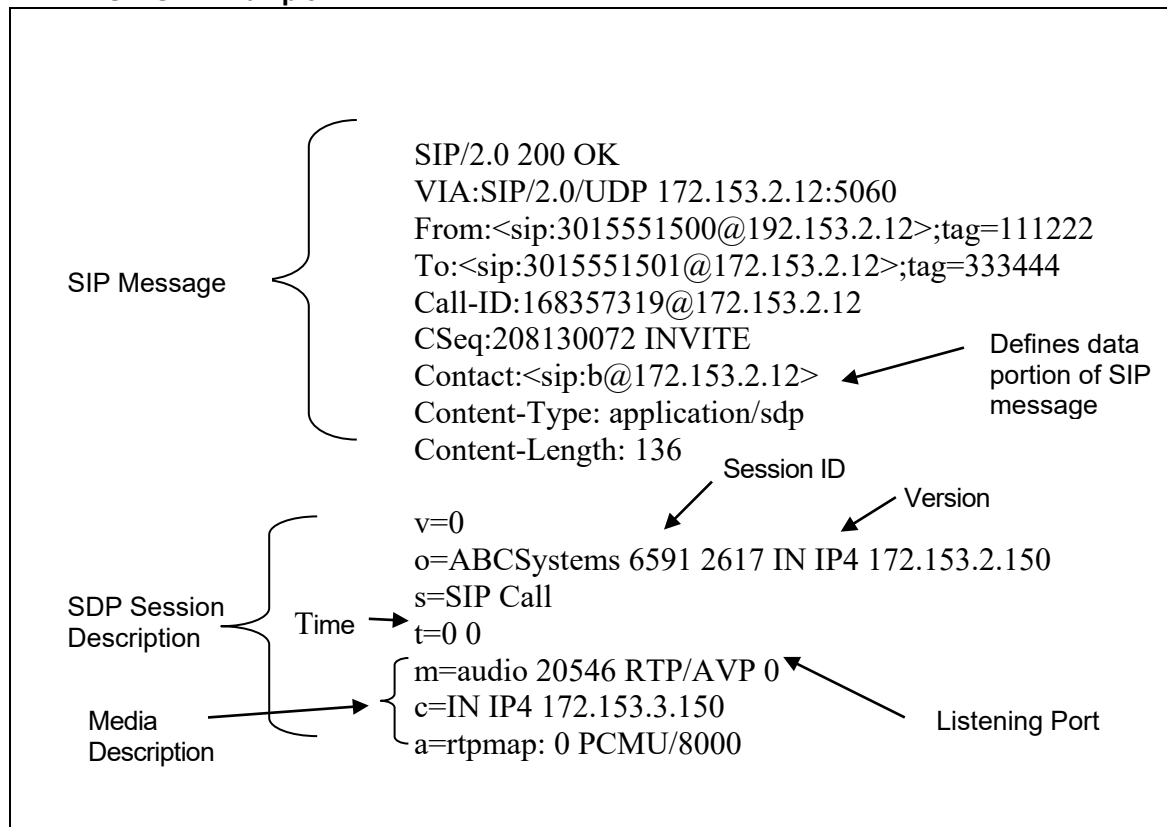 SIP/2.0 200 OK
VIA:SIP/2.0/UDP 172.153.2.12:5060
From:<sip:3015551500@192.153.2.12>;tag=111222
To:<sip:3015551501@172.153.2.12>;tag=333444
SIP Message
Call-ID:168357319@172.153.2.12
CSeq:208130072 INVITE
Defines data
portion of SIP
message
Contact:<sip:b@172.153.2.12>
Content-Type: application/sdp
Content-Length: 136
Session ID
Version
v=0
o=ABCSystems 6591 2617 IN IP4 172.153.2.150
s=SIP Call
SDP Session
Description
Time
t=0 0
m=audio 20546 RTP/AVP 0
c=IN IP4 172.153.3.150
Media
Description
Listening Port
a=rtpmap: 0 PCMU/8000